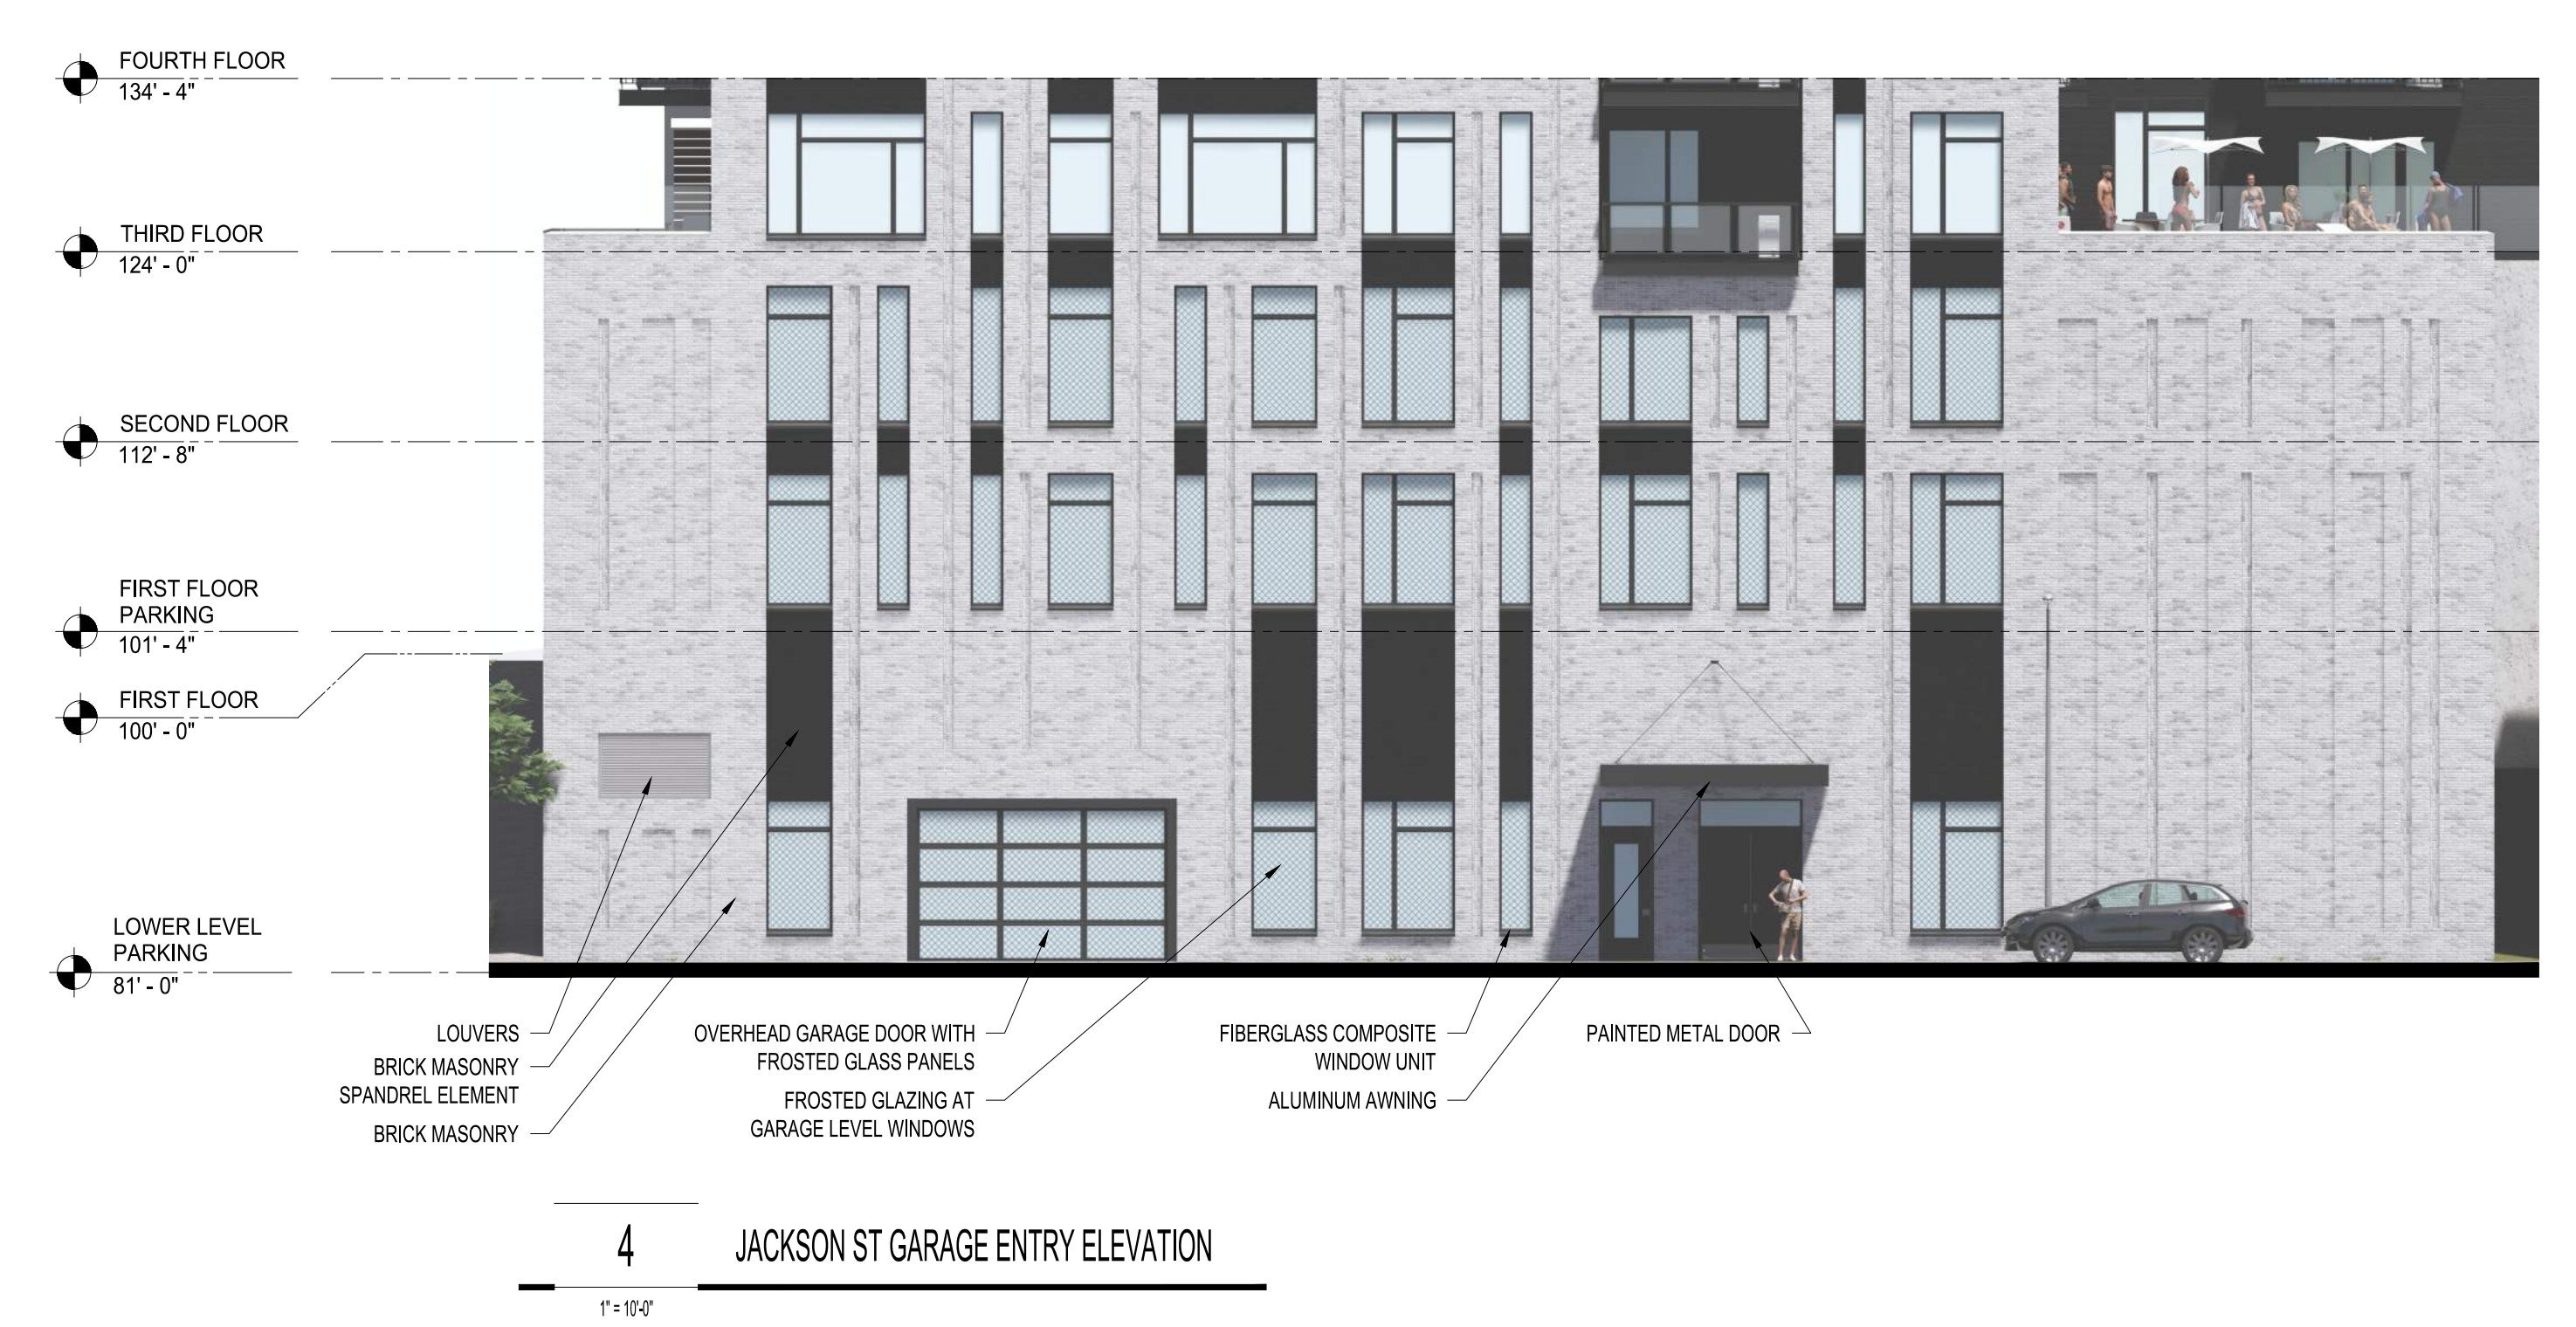 FOURTH FLOOR
134' - 4"
THIRD FLOOR
124' - 0"
SECOND FLOOR
112' - 8"
FIRST FLOOR
PARKING
101' - 4"
FIRST FLOOR
100' - 0"
LOWER LEVEL
PARKING
81' - 0"
LOUVERS
BRICK MASONRY
SPANDREL ELEMENT
BRICK MASONRY
OVERHEAD GARAGE DOOR WITH
FROSTED GLASS PANELS
FROSTED GLAZING AT
GARAGE LEVEL WINDOWS
FIBERGLASS COMPOSITE
WINDOW UNIT
ALUMINUM AWNING
PAINTED METAL DOOR
4
JACKSON ST GARAGE ENTRY ELEVATION
1" = 10'-0"